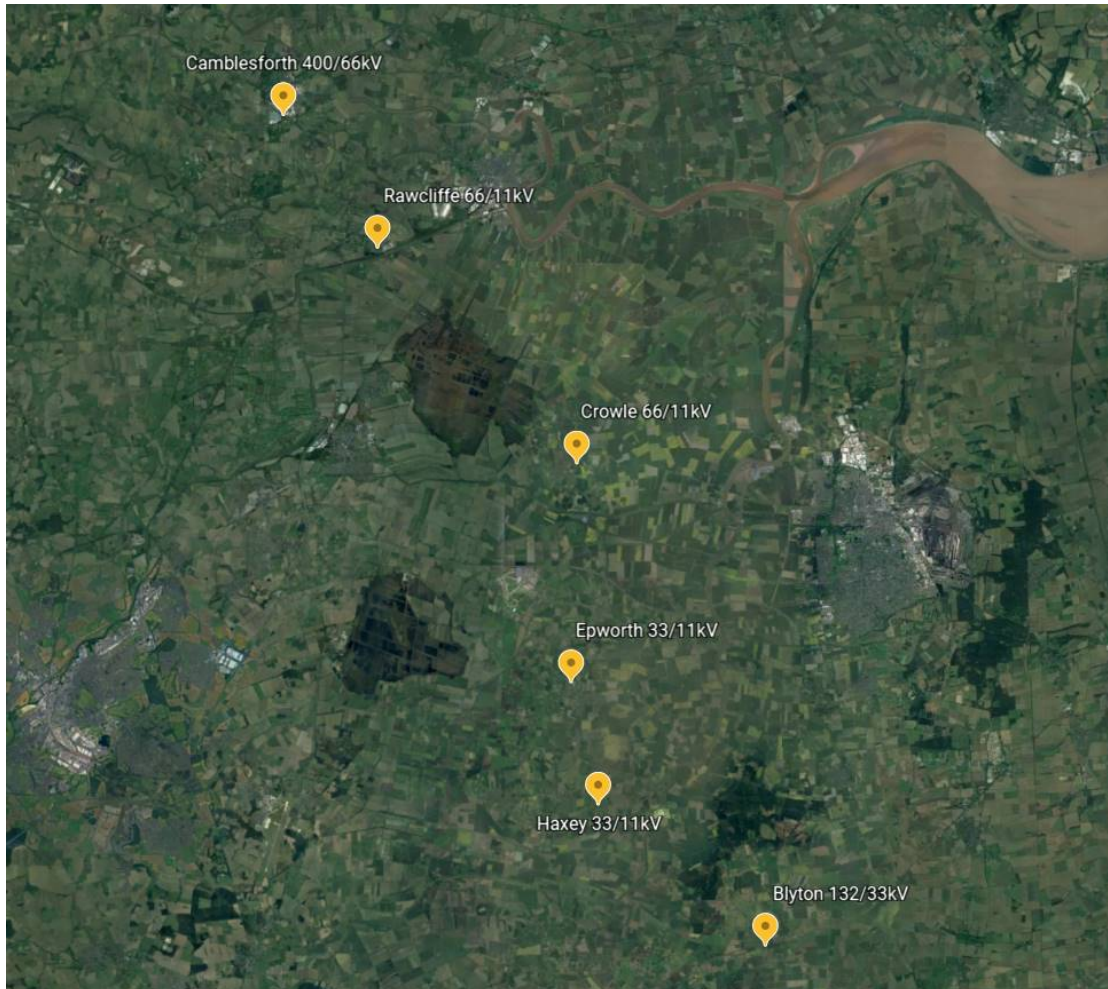 Camblesforth 400/66kV
Rawcliffe 66/11kV
Crowle 66/11kV
Epworth 33/11kV
Haxey 33/11kV
Blyton 132/33kV